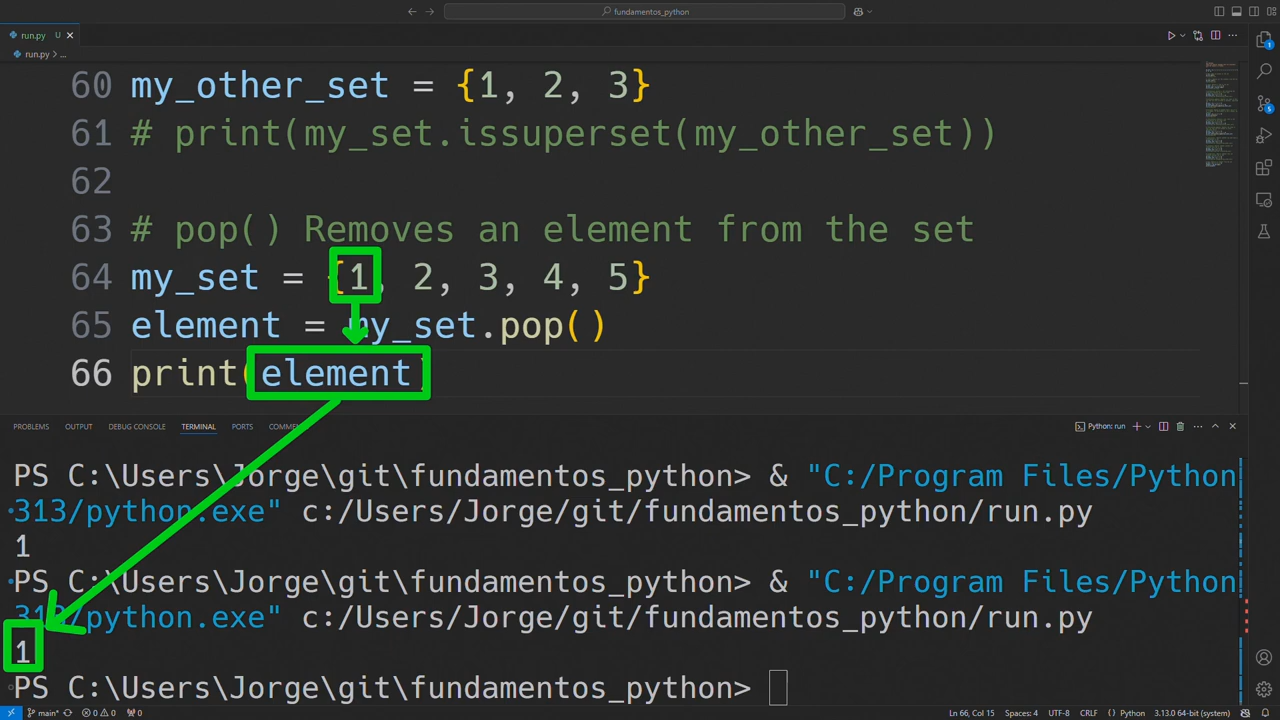 fundamentos_python
run.py U
run.py > ...
60 my_other_set = {1, 2, 3}
61 # print(my_set.issuperset(my_other_set))
62
63 # pop() Removes an element from the set
64 my_set = {1, 2, 3, 4, 5}
65 element = my_set.pop()
66 print(element)
PROBLEMS OUTPUT DEBUG CONSOLE TERMINAL PORTS COMME
Python: run
PS C:\Users\Jorge\git\fundamentos_python> & "C:/Program Files/Python
313/python.exe" c:/Users/Jorge/git/fundamentos_python/run.py
1
PS C:\Users\Jorge\git\fundamentos_python> & "C:/Program Files/Python
313/python.exe" c:/Users/Jorge/git/fundamentos_python/run.py
1
PS C:\Users\Jorge\git\fundamentos_python>
main* 0 0 0 Ln 66, Col 15 Spaces: 4 UTF-8 CRLF {} Python 3.13.0 64-bit (system)